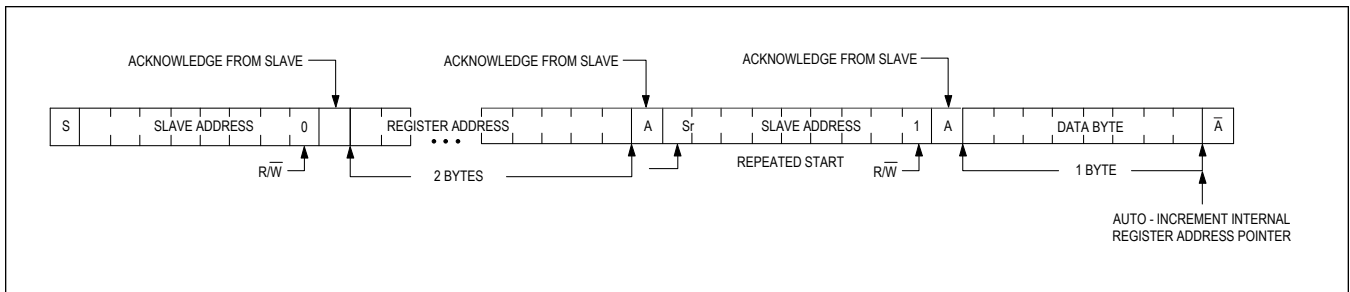 ACKNOWLEDGE FROM SLAVE ACKNOWLEDGE FROM SLAVE ACKNOWLEDGE FROM SLAVE
S SLAVE ADDRESS 0 REGISTER ADDRESS A Sr SLAVE ADDRESS 1 A DATA BYTE A̅
• • •
R/W̅ 2 BYTES REPEATED START R/W̅ 1 BYTE
AUTO - INCREMENT INTERNAL
REGISTER ADDRESS POINTER